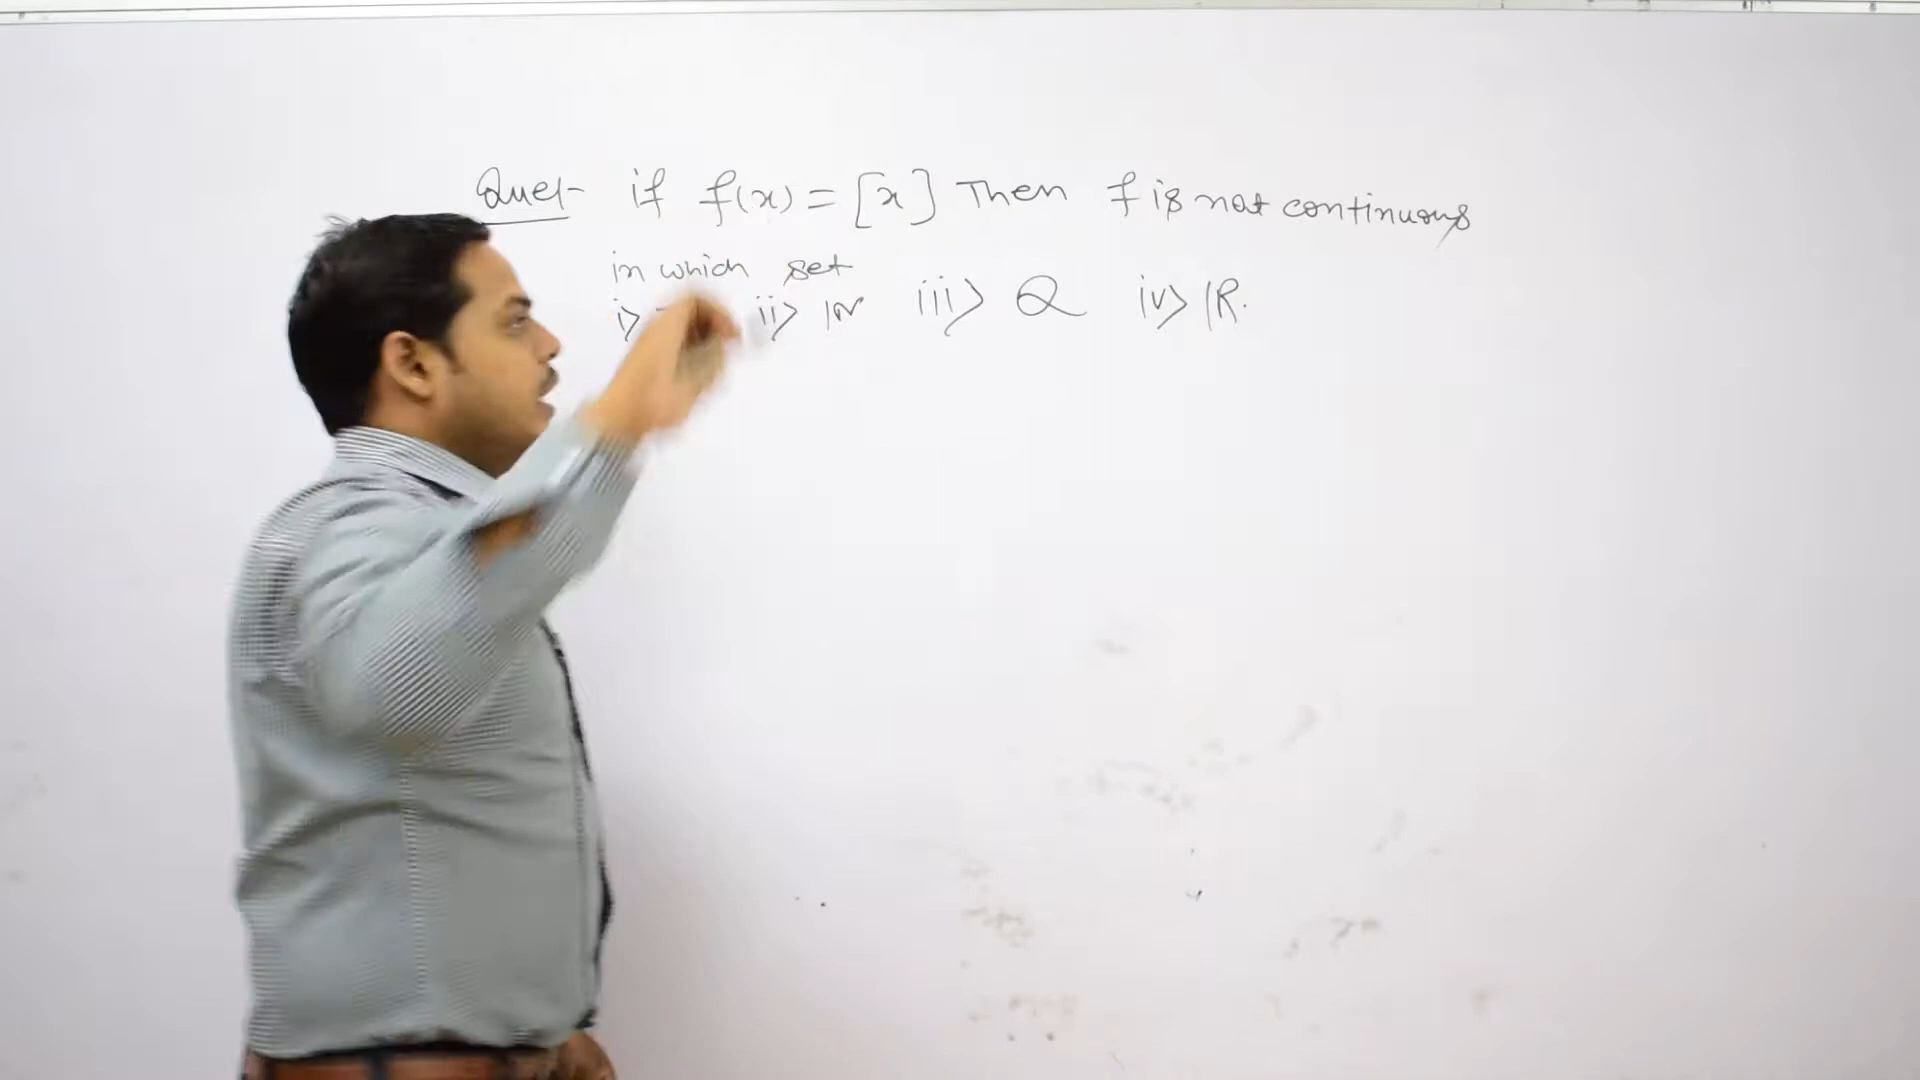 Ques- if f(x) = [x] Then f is not continuous
in which set
i> ii> IN iii> Q iv> IR.